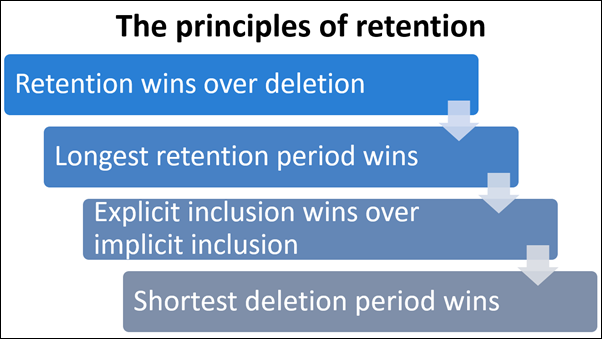 The principles of retention
Retention wins over deletion
Longest retention period wins
Explicit inclusion wins over
implicit inclusion
Shortest deletion period wins